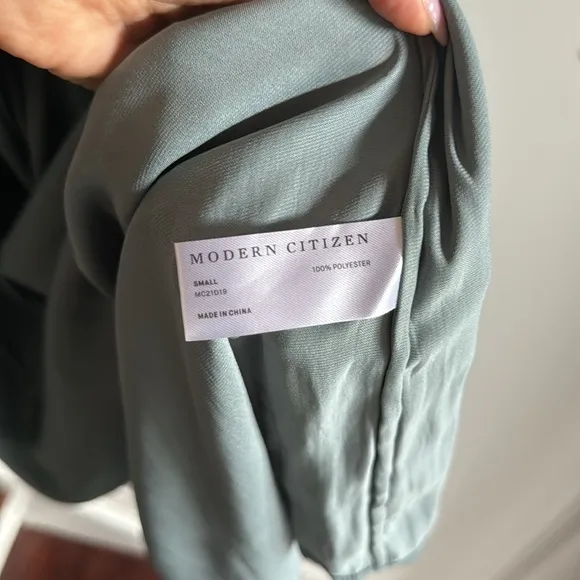 MODERN CITIZEN
SMALL
100% POLYESTER
MC21D19
MADE IN CHINA